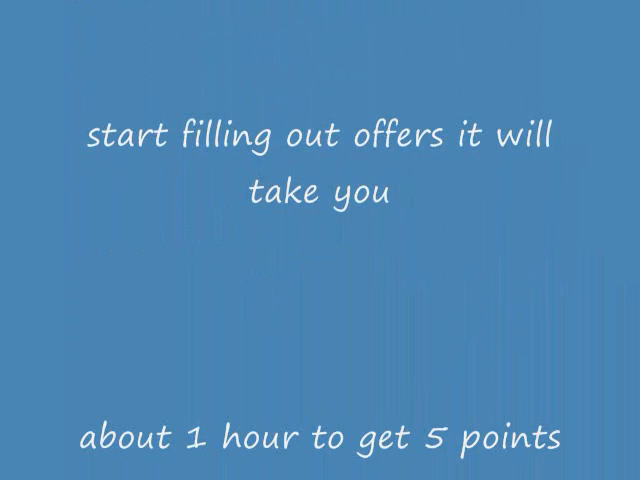 start filling out offers it will
take you
about 1 hour to get 5 points